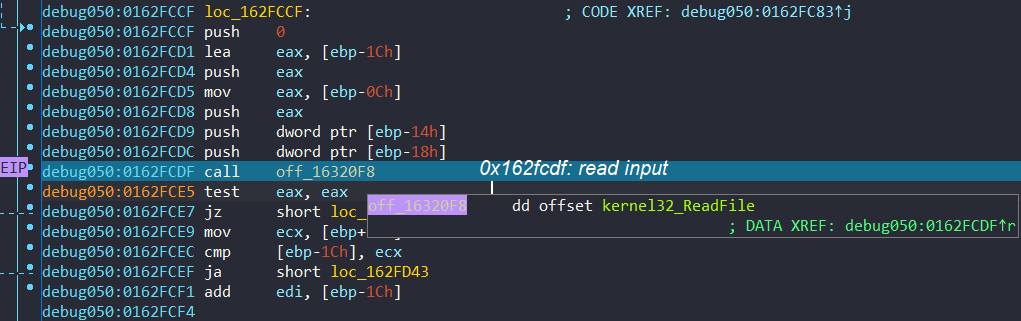 debug050:0162FCCF loc_162FCCF: ; CODE XREF: debug050:0162FC83↑j
debug050:0162FCCF push 0
debug050:0162FCD1 lea eax, [ebp-1Ch]
debug050:0162FCD4 push eax
debug050:0162FCD5 mov eax, [ebp-0Ch]
debug050:0162FCD8 push eax
debug050:0162FCD9 push dword ptr [ebp-14h]
debug050:0162FCDC push dword ptr [ebp-18h]
EIP debug050:0162FCDF call off_16320F8 0x162fcdf: read input
debug050:0162FCE5 test eax, eax
off_16320F8 dd offset kernel32_ReadFile
debug050:0162FCE7 jz short loc_
; DATA XREF: debug050:0162FCDF↑r
debug050:0162FCE9 mov ecx, [ebp+
debug050:0162FCEC cmp [ebp-1Ch], ecx
debug050:0162FCEF ja short loc_162FD43
debug050:0162FCF1 add edi, [ebp-1Ch]
debug050:0162FCF4